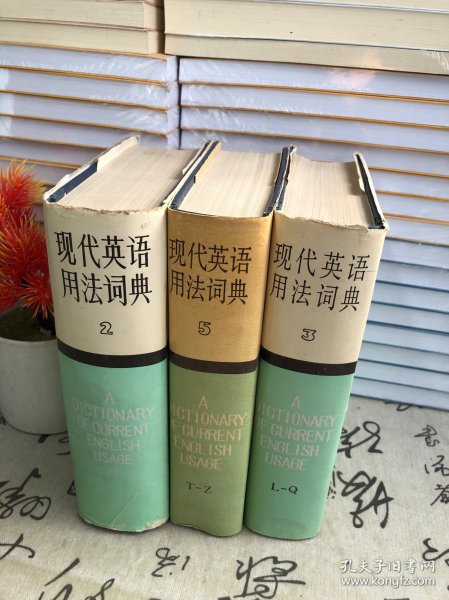 现代英语
用法词典
2
A
DICTIONARY
OF CURRENT
ENGLISH
USAGE
现代英语
用法词典
5
A
DICTIONARY
OF CURRENT
ENGLISH
USAGE
T-Z
现代英语
用法词典
3
A
DICTIONARY
OF CURRENT
ENGLISH
USAGE
L-Q
孔夫子旧书网
www.kongfz.com